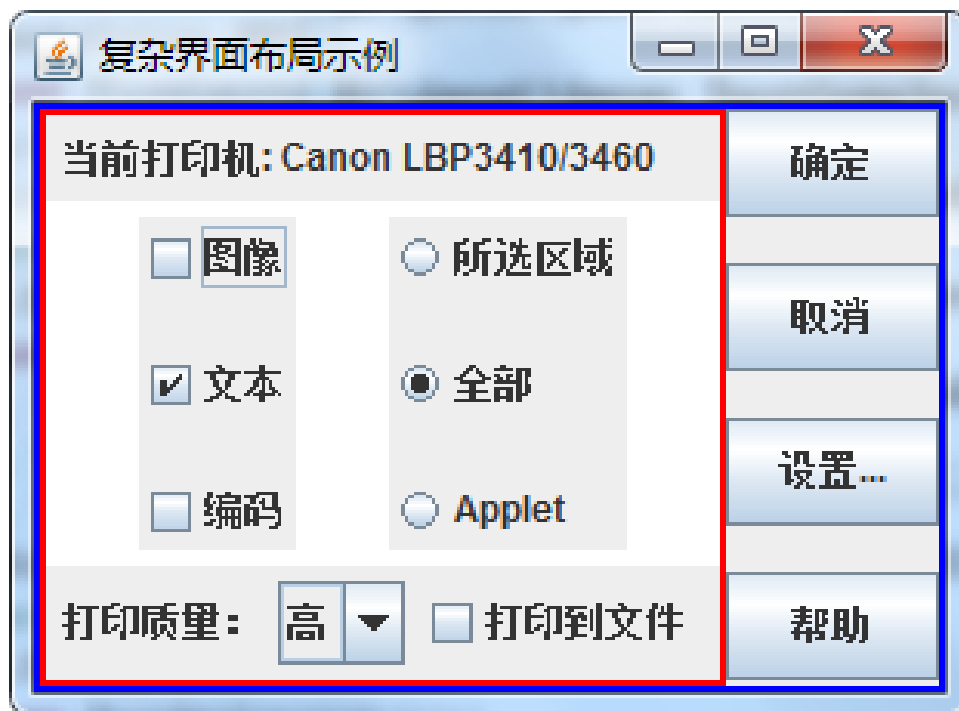 复杂界面布局示例
当前打印机: Canon LBP3410/3460
图像
所选区域
文本
全部
编码
Applet
打印质量：
高
打印到文件
确定
取消
设置...
帮助